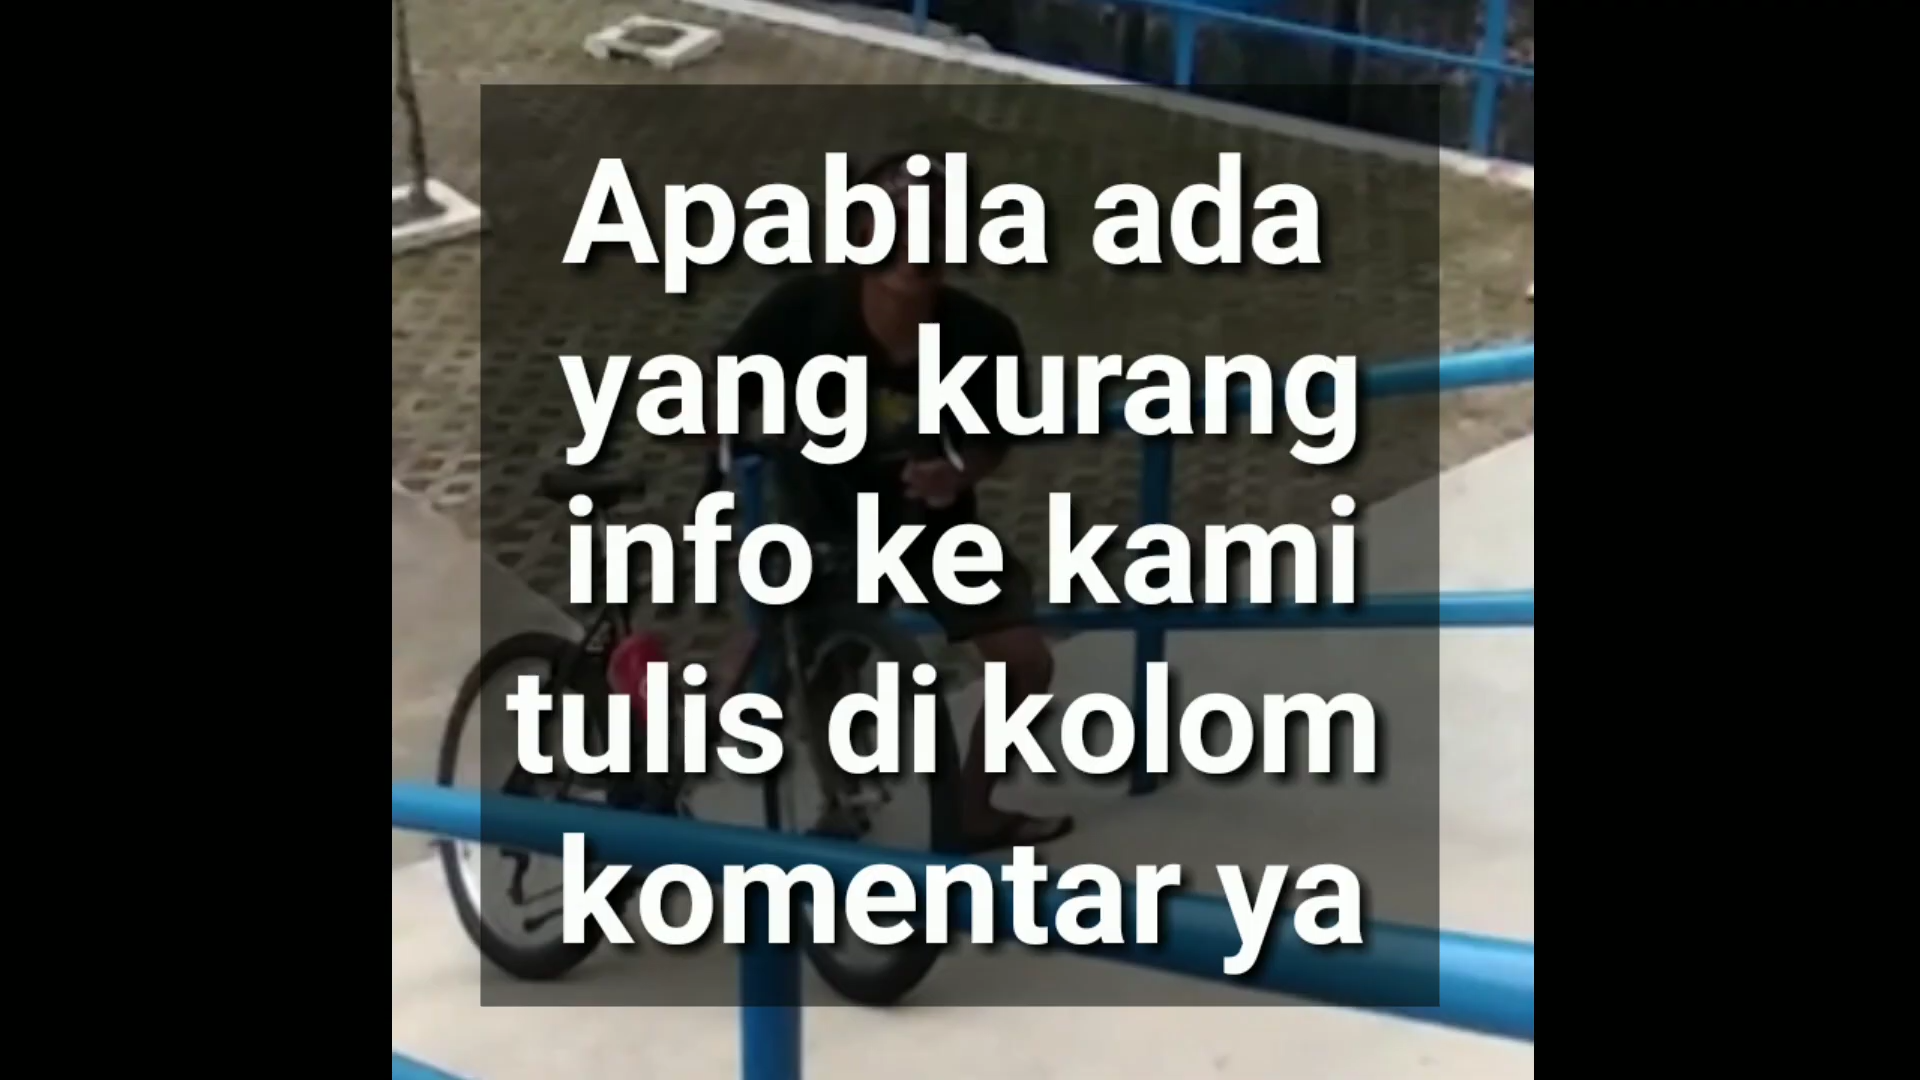 Apabila ada
yang kurang
info ke kami
tulis di kolom
komentar ya